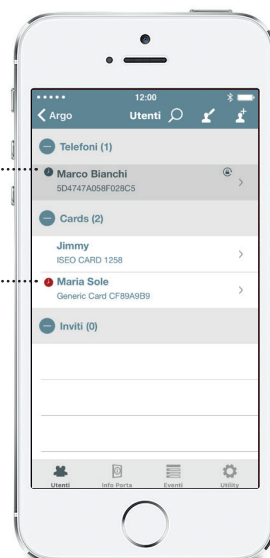 12:00
Argo
Utenti
Telefoni (1)
Marco Bianchi
5D4747A058F028C5
Cards (2)
Jimmy
ISEO CARD 1258
Maria Sole
Generic Card CF89A9B9
Inviti (0)
Utenti
Info Porta
Eventi
Utility